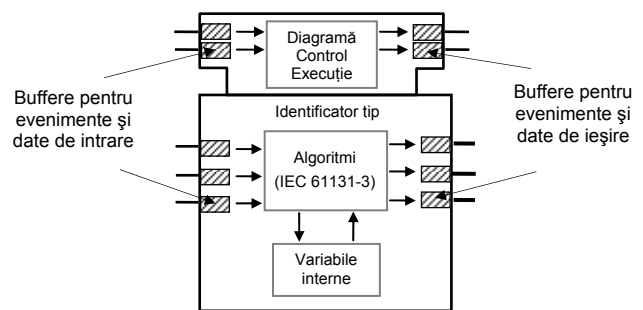 Diagramă
Control
Execuţie
Buffere pentru
evenimente şi
date de intrare
Buffere pentru
evenimente şi
date de ieşire
Identificator tip
Algoritmi
(IEC 61131-3)
Variabile
interne